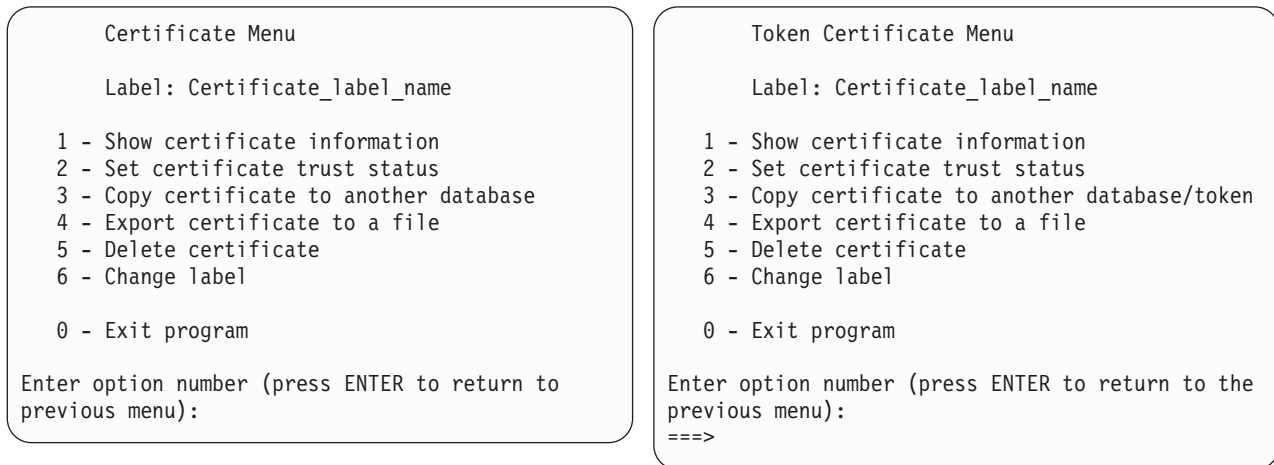 Certificate Menu
Label: Certificate_label_name
1 - Show certificate information
2 - Set certificate trust status
3 - Copy certificate to another database
4 - Export certificate to a file
5 - Delete certificate
6 - Change label
0 - Exit program
Enter option number (press ENTER to return to
previous menu):
Token Certificate Menu
Label: Certificate_label_name
1 - Show certificate information
2 - Set certificate trust status
3 - Copy certificate to another database/token
4 - Export certificate to a file
5 - Delete certificate
6 - Change label
0 - Exit program
Enter option number (press ENTER to return to the
previous menu):
===>